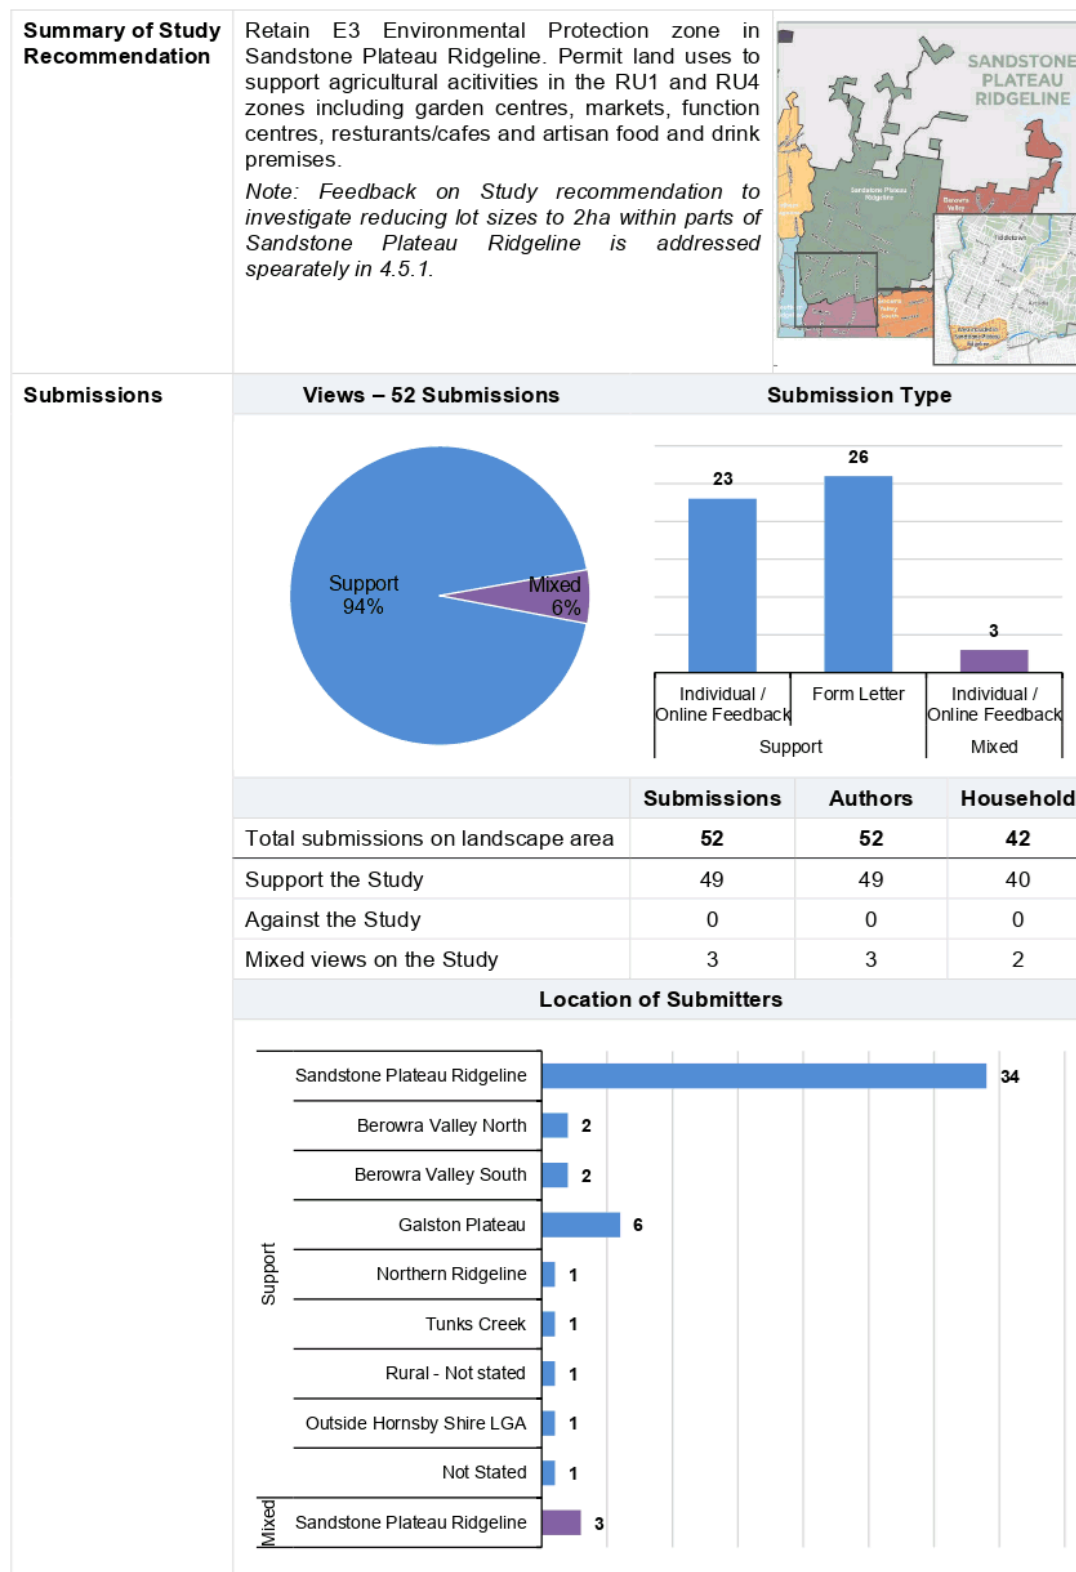 Summary of Study
Recommendation
Retain E3 Environmental Protection zone in
Sandstone Plateau Ridgeline. Permit land uses to
support agricultural acitivities in the RU1 and RU4
zones including garden centres, markets, function
centres, resturants/cafes and artisan food and drink
premises.
Note: Feedback on Study recommendation to
investigate reducing lot sizes to 2ha within parts of
Sandstone Plateau Ridgeline is addressed
spearately in 4.5.1.
SANDSTONE
PLATEAU
RIDGELINE
Sandstone Plateau
Ridgeline
Berowra
Valley
Valley
South
Submissions
Views – 52 Submissions
Submission Type
Support
94%
Mixed
6%
23
26
3
Individual /
Online Feedback
Form Letter
Individual /
Online Feedback
Support
Mixed
Submissions Authors Household
Total submissions on landscape area 52 52 42
Support the Study 49 49 40
Against the Study 0 0 0
Mixed views on the Study 3 3 2
Location of Submitters
Support
Sandstone Plateau Ridgeline 34
Berowra Valley North 2
Berowra Valley South 2
Galston Plateau 6
Northern Ridgeline 1
Tunks Creek 1
Rural - Not stated 1
Outside Hornsby Shire LGA 1
Not Stated 1
Mixed
Sandstone Plateau Ridgeline 3